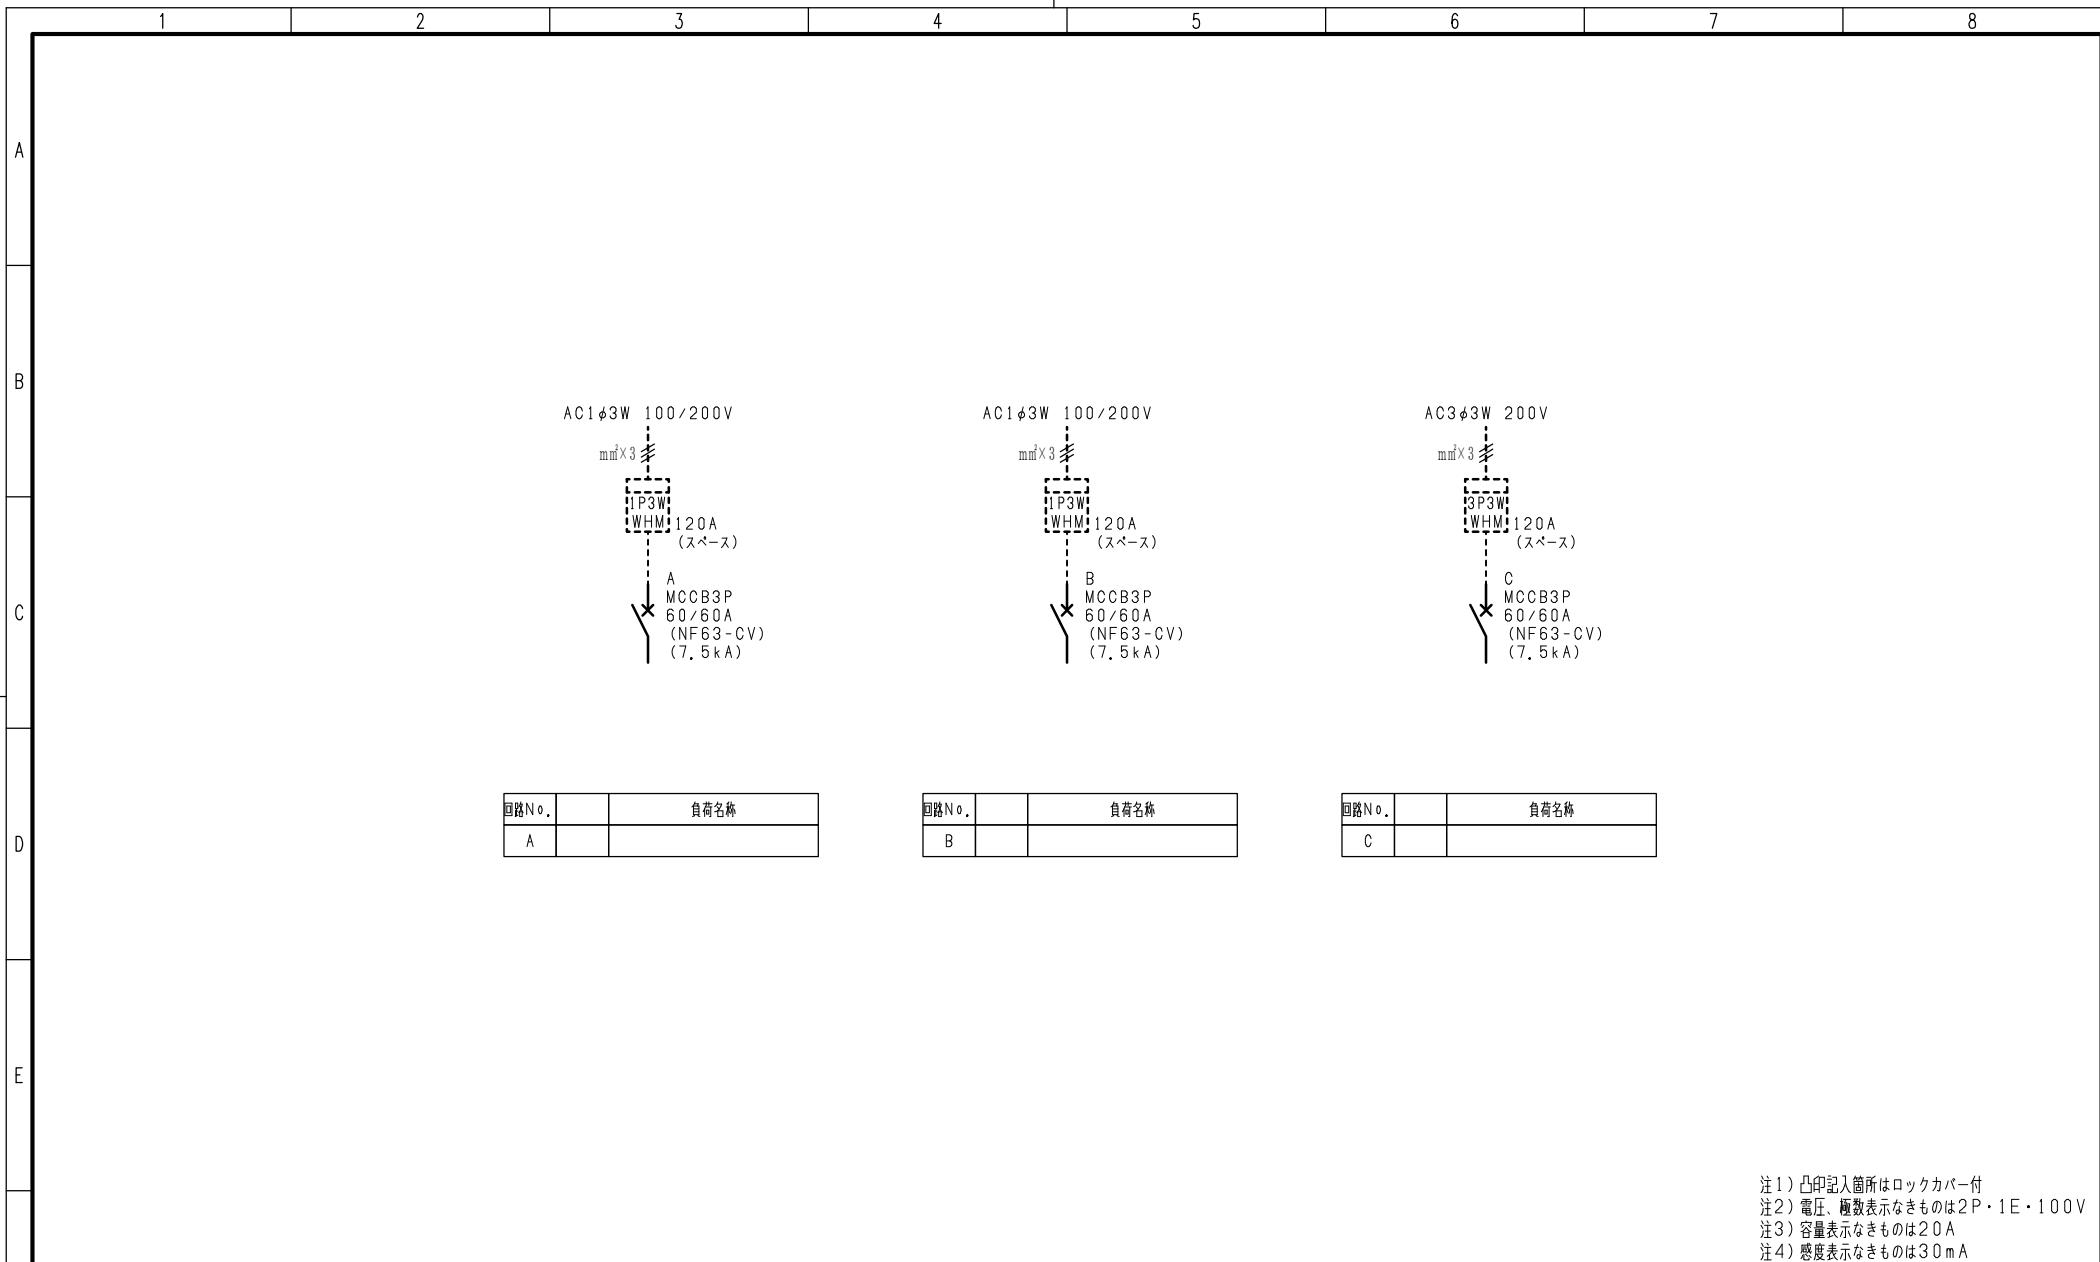 1 2 3 4 5 6 7 8
A
B
C
D
E
AC1φ3W 100/200V
mm²×3
1P3W
WHM
120A
(スペース)
A
MCCB3P
60/60A
(NF63-CV)
(7.5kA)
AC1φ3W 100/200V
mm²×3
1P3W
WHM
120A
(スペース)
B
MCCB3P
60/60A
(NF63-CV)
(7.5kA)
AC3φ3W 200V
mm²×3
3P3W
WHM
120A
(スペース)
C
MCCB3P
60/60A
(NF63-CV)
(7.5kA)
回路No. 負荷名称
A
回路No. 負荷名称
B
回路No. 負荷名称
C
注1)凸印記入箇所はロックカバー付
注2)電圧、極数表示なきものは2P・1E・100V
注3)容量表示なきものは20A
注4)感度表示なきものは30mA